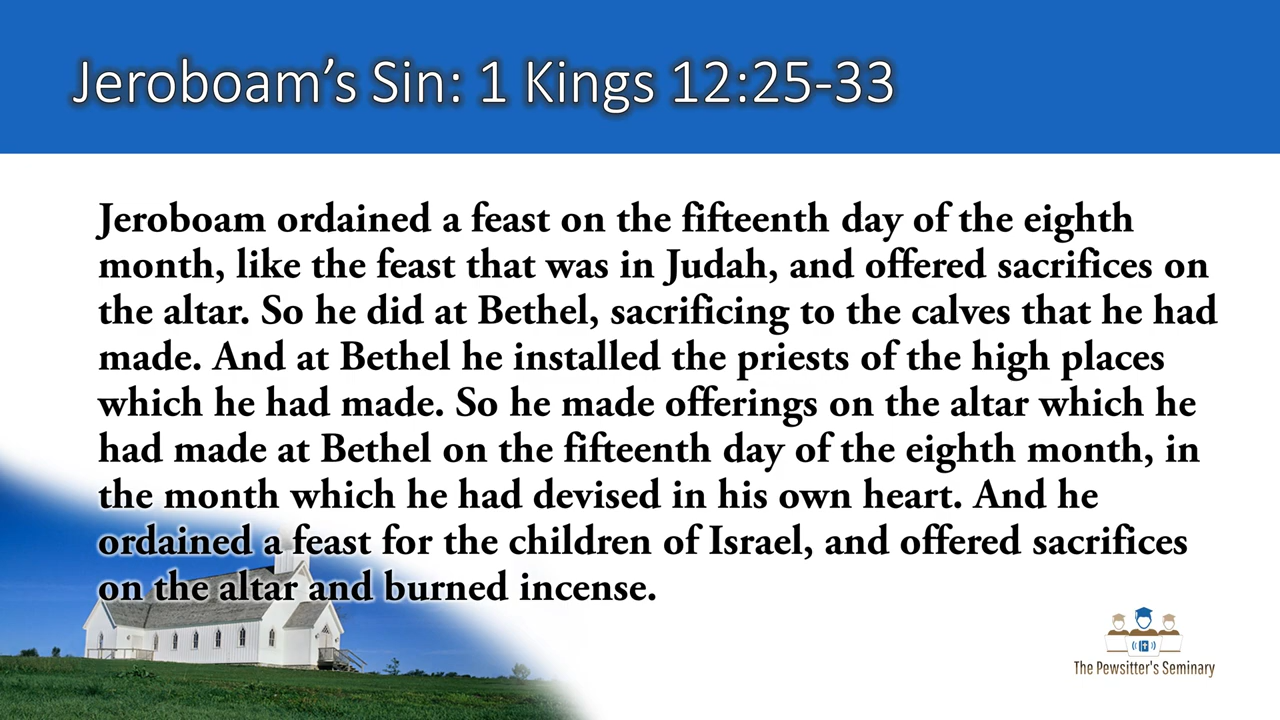 Jeroboam’s Sin: 1 Kings 12:25-33
Jeroboam ordained a feast on the fifteenth day of the eighth
month, like the feast that was in Judah, and offered sacrifices on
the altar. So he did at Bethel, sacrificing to the calves that he had
made. And at Bethel he installed the priests of the high places
which he had made. So he made offerings on the altar which he
had made at Bethel on the fifteenth day of the eighth month, in
the month which he had devised in his own heart. And he
ordained a feast for the children of Israel, and offered sacrifices
on the altar and burned incense.
The Pewsitter's Seminary